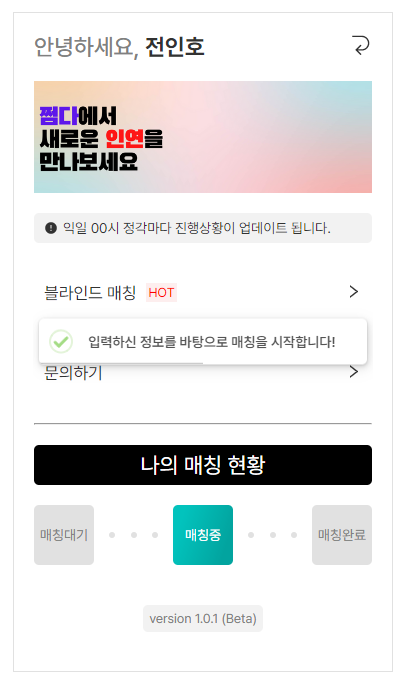 안녕하세요, 전인호
쩜다에서
새로운 인연을
만나보세요
익일 00시 정각마다 진행상황이 업데이트 됩니다.
블라인드 매칭 HOT
입력하신 정보를 바탕으로 매칭을 시작합니다!
문의하기
나의 매칭 현황
매칭대기 매칭중 매칭완료
version 1.0.1 (Beta)